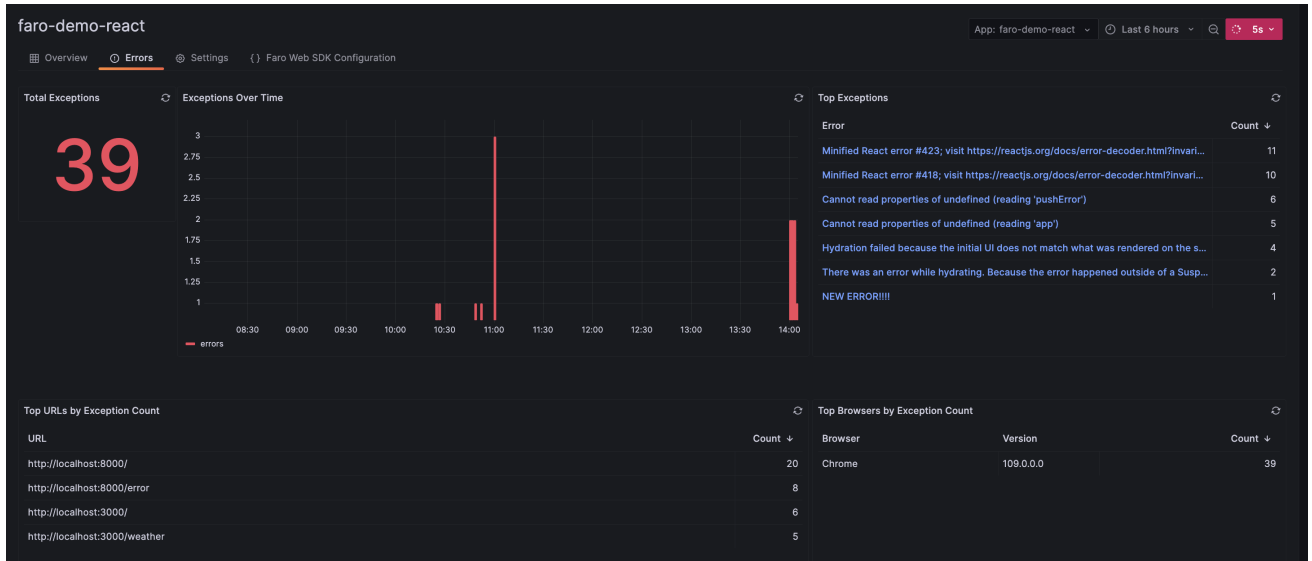 faro-demo-react
App: faro-demo-react
Last 6 hours
5s
Overview
Errors
Settings
{} Faro Web SDK Configuration
Total Exceptions
39
Exceptions Over Time
3
2.75
2.5
2.25
2
1.75
1.5
1.25
1
08:30 09:00 09:30 10:00 10:30 11:00 11:30 12:00 12:30 13:00 13:30 14:00
errors
Top Exceptions
Error Count
Minified React error #423; visit https://reactjs.org/docs/error-decoder.html?invari... 11
Minified React error #418; visit https://reactjs.org/docs/error-decoder.html?invari... 10
Cannot read properties of undefined (reading 'pushError') 6
Cannot read properties of undefined (reading 'app') 5
Hydration failed because the initial UI does not match what was rendered on the s... 4
There was an error while hydrating. Because the error happened outside of a Susp... 2
NEW ERROR!!!! 1
Top URLs by Exception Count
URL Count
http://localhost:8000/ 20
http://localhost:8000/error 8
http://localhost:3000/ 6
http://localhost:3000/weather 5
Top Browsers by Exception Count
Browser Version Count
Chrome 109.0.0.0 39